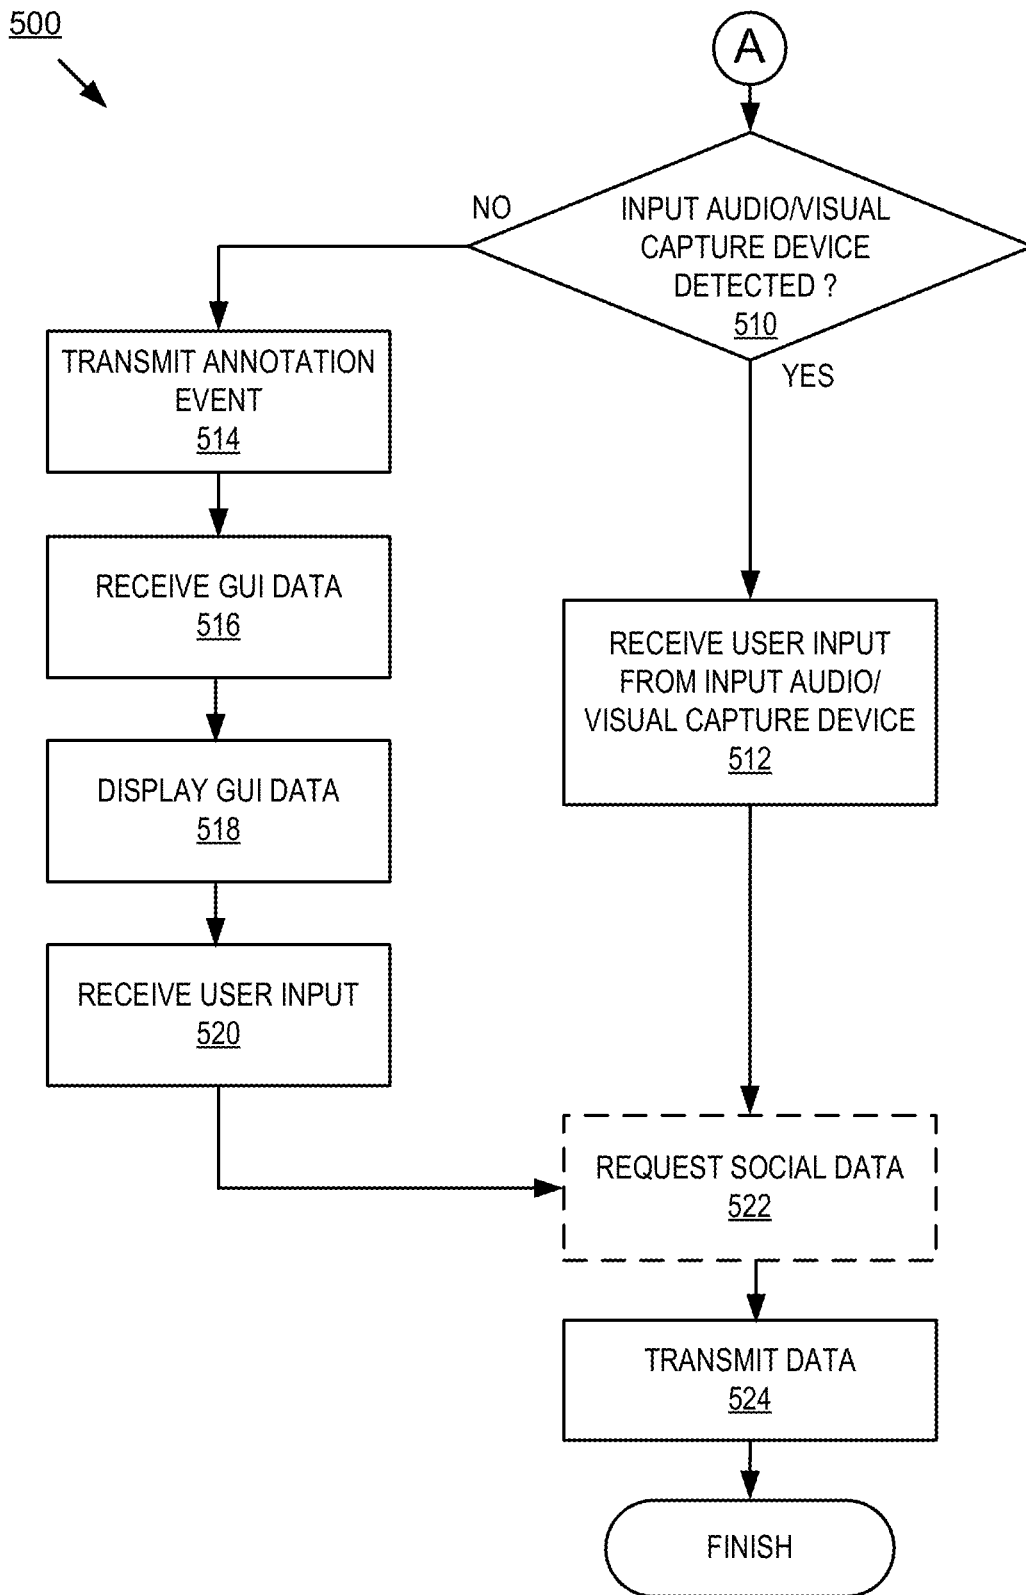 500
A
INPUT AUDIO/VISUAL
CAPTURE DEVICE
DETECTED ?
510
NO
YES
TRANSMIT ANNOTATION
EVENT
514
RECEIVE GUI DATA
516
DISPLAY GUI DATA
518
RECEIVE USER INPUT
520
RECEIVE USER INPUT
FROM INPUT AUDIO/
VISUAL CAPTURE DEVICE
512
REQUEST SOCIAL DATA
522
TRANSMIT DATA
524
FINISH